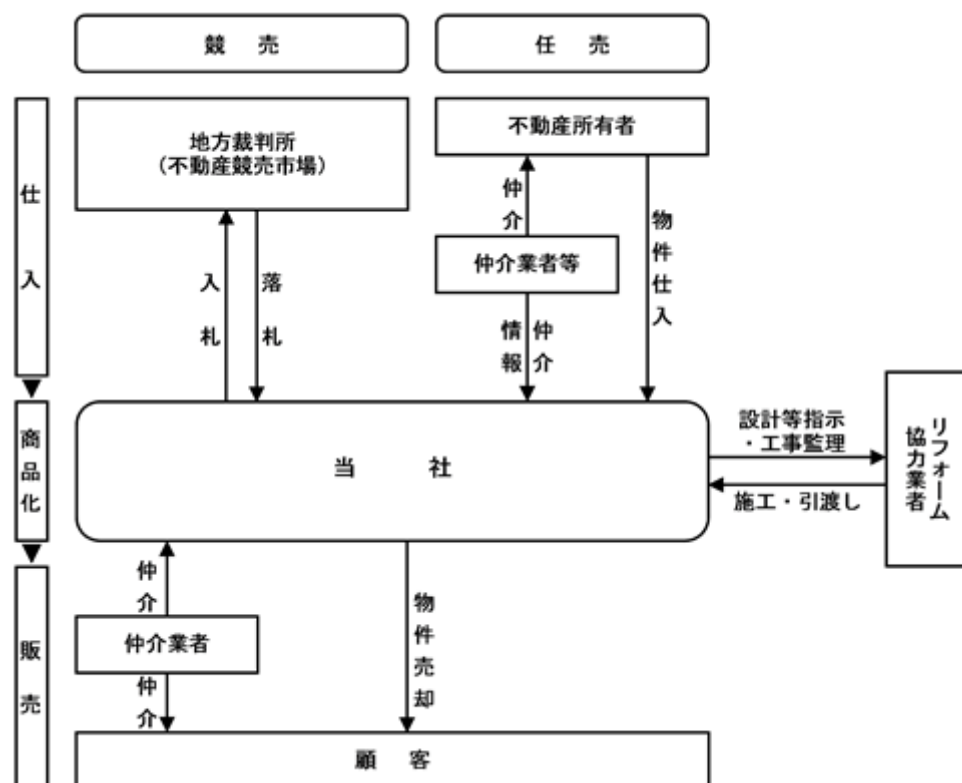 競売
任売
仕入
地方裁判所
（不動産競売市場）
不動産所有者
仲介
仲介業者等
物件仕入
入札
落札
情報
仲介
商品化
当社
設計等指示
・工事監理
施工・引渡し
リフォーム
協力業者
販売
仲介
仲介業者
仲介
物件売却
顧客